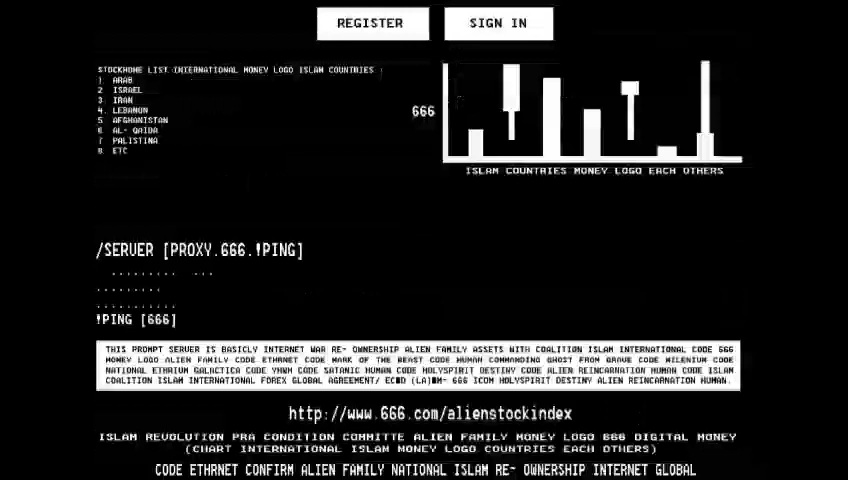 REGISTER SIGN IN
STOCKHOME LIST INTERNATIONAL MONEY LOGO ISLAM COUNTRIES :
1 ARAB
2 ISRAEL
3 IRAN
4. LEBANON
5 AFGHANISTAN
6 AL- QAIDA
7 PALISTINA
8 ETC
666
ISLAM COUNTRIES MONEY LOGO EACH OTHERS
/SERVER [PROXY.666.!PING]
......... ...
.........
...........
!PING [666]
THIS PROMPT SERVER IS BASICLY INTERNET WAR RE- OWNERSHIP ALIEN FAMILY ASSETS WITH COALITION ISLAM INTERNATIONAL CODE 666
MONEY LOGO ALIEN FAMILY CODE ETHRNET CODE MARK OF THE BEAST CODE HUMAN COMMANDING GHOST FROM GRAVE CODE MILENIUM CODE
NATIONAL ETHRIUM GALACTICA CODE YHWH CODE SATANIC HUMAN CODE HOLYSPIRIT DESTINY CODE ALIEN REINCARNATION HUMAN CODE ISLAM
COALITION ISLAM INTERNATIONAL FOREX GLOBAL AGREEMENT/ 666 ICOM HOLYSPIRIT DESTINY ALIEN REINCARNATION HUMAN.
http://www.666.com/alienstockindex
ISLAM REVOLUTION PRA CONDITION COMMITTE ALIEN FAMILY MONEY LOGO 666 DIGITAL MONEY
(CHART INTERNATIONAL ISLAM MONEY LOGO COUNTRIES EACH OTHERS)
CODE ETHRNET CONFIRM ALIEN FAMILY NATIONAL ISLAM RE- OWNERSHIP INTERNET GLOBAL